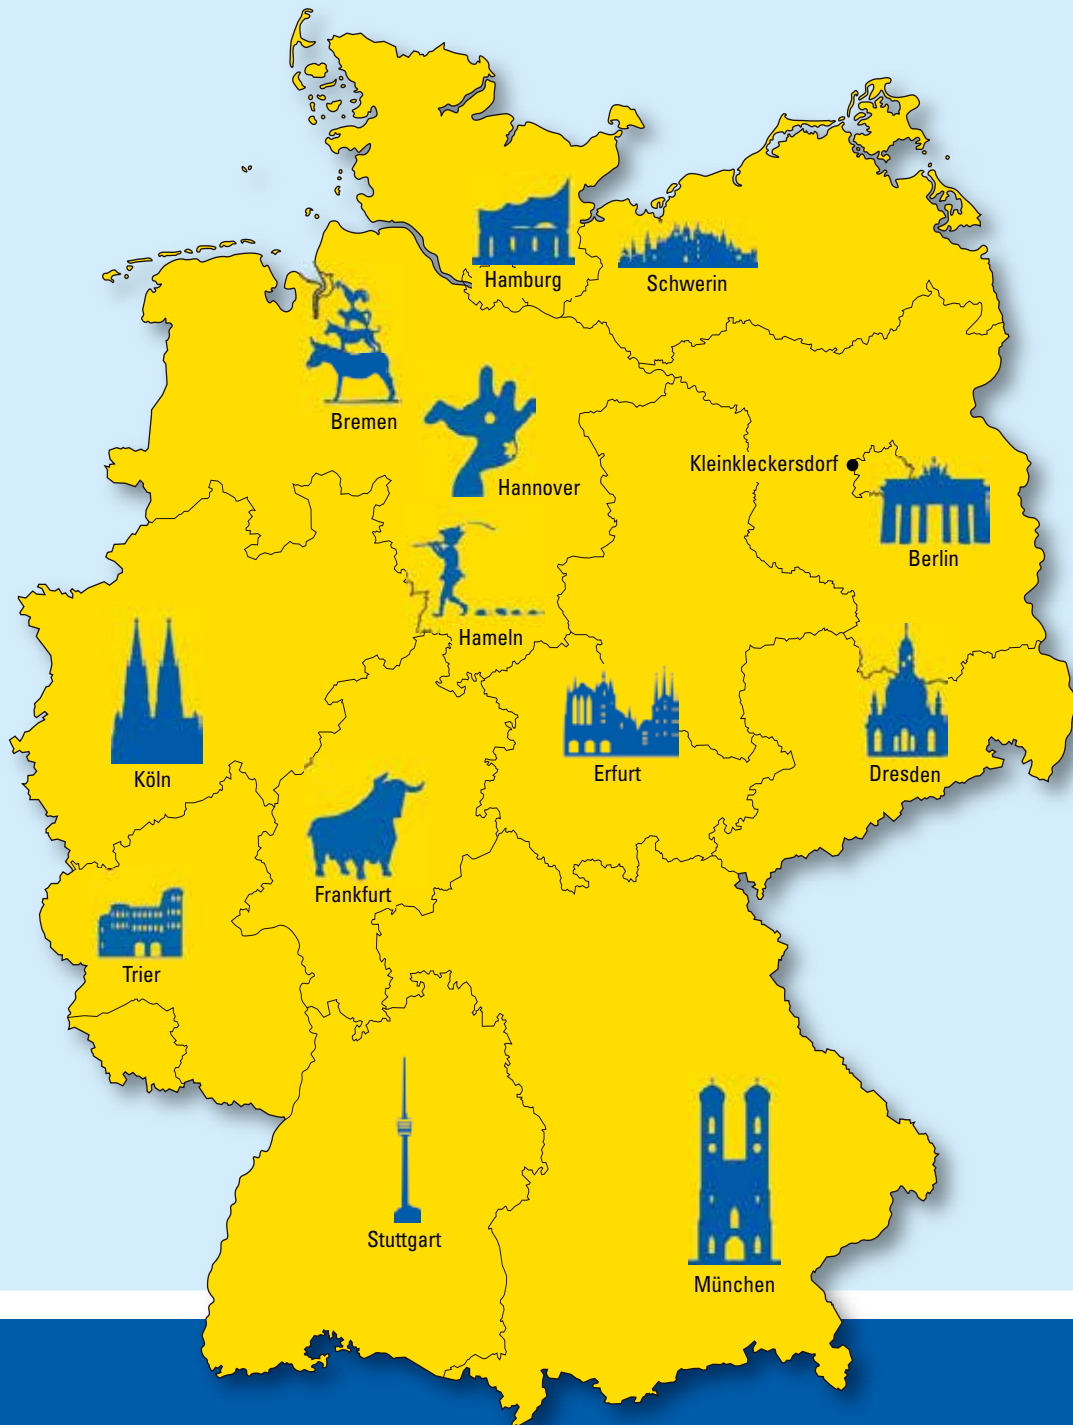 Hamburg
Schwerin
Bremen
Hannover
Kleinkleckersdorf
Berlin
Hameln
Köln
Erfurt
Dresden
Frankfurt
Trier
Stuttgart
München